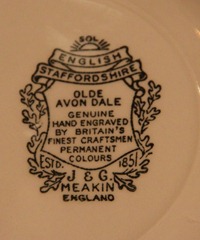 SOL
ENGLISH
STAFFORDSHIRE
OLDE
AVON DALE
GENUINE
HAND ENGRAVED
BY BRITAIN'S
FINEST CRAFTSMEN
PERMANENT
COLOURS
ESTD. 1851
J & G.
MEAKIN
ENGLAND